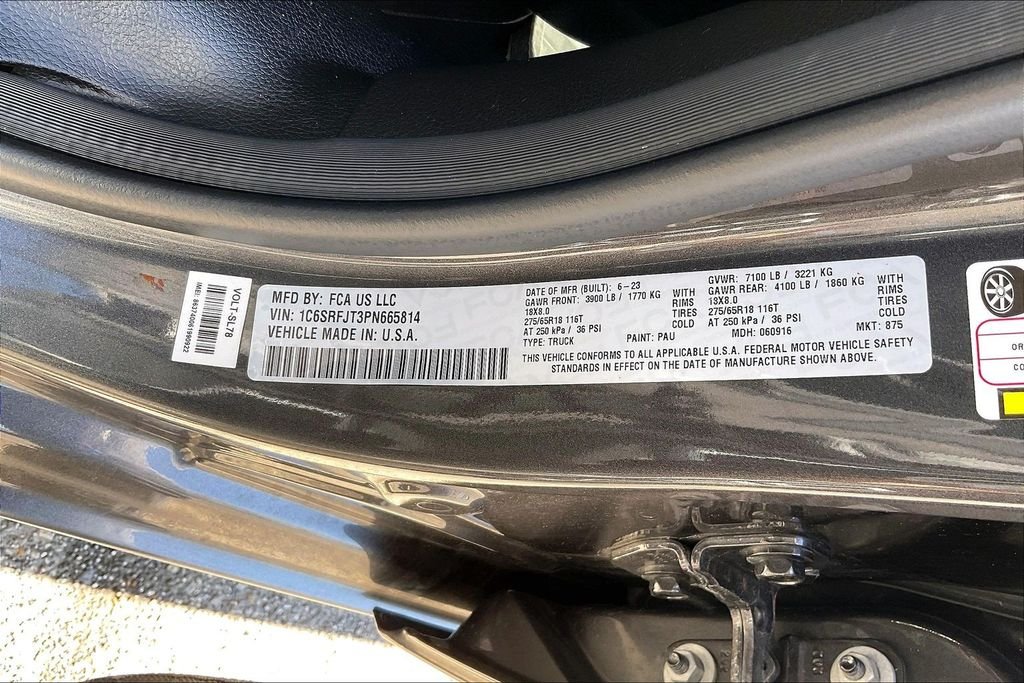 VOLT-SL78
IMEI: 863740061990922
MFD BY: FCA US LLC
VIN: 1C6SRFJT3PN665814
VEHICLE MADE IN: U.S.A.
DATE OF MFR (BUILT): 6-23
GAWR FRONT: 3900 LB / 1770 KG WITH
18X8.0 RIMS
275/65R18 116T TIRES
AT 250 kPa / 36 PSI COLD
TYPE: TRUCK PAINT: PAU
GVWR: 7100 LB / 3221 KG
GAWR REAR: 4100 LB / 1860 KG WITH
18X8.0 RIMS
275/65R18 116T TIRES
AT 250 kPa / 36 PSI COLD
MDH: 060916 MKT: 875
THIS VEHICLE CONFORMS TO ALL APPLICABLE U.S.A. FEDERAL MOTOR VEHICLE SAFETY
STANDARDS IN EFFECT ON THE DATE OF MANUFACTURE SHOWN ABOVE.
OR
CO